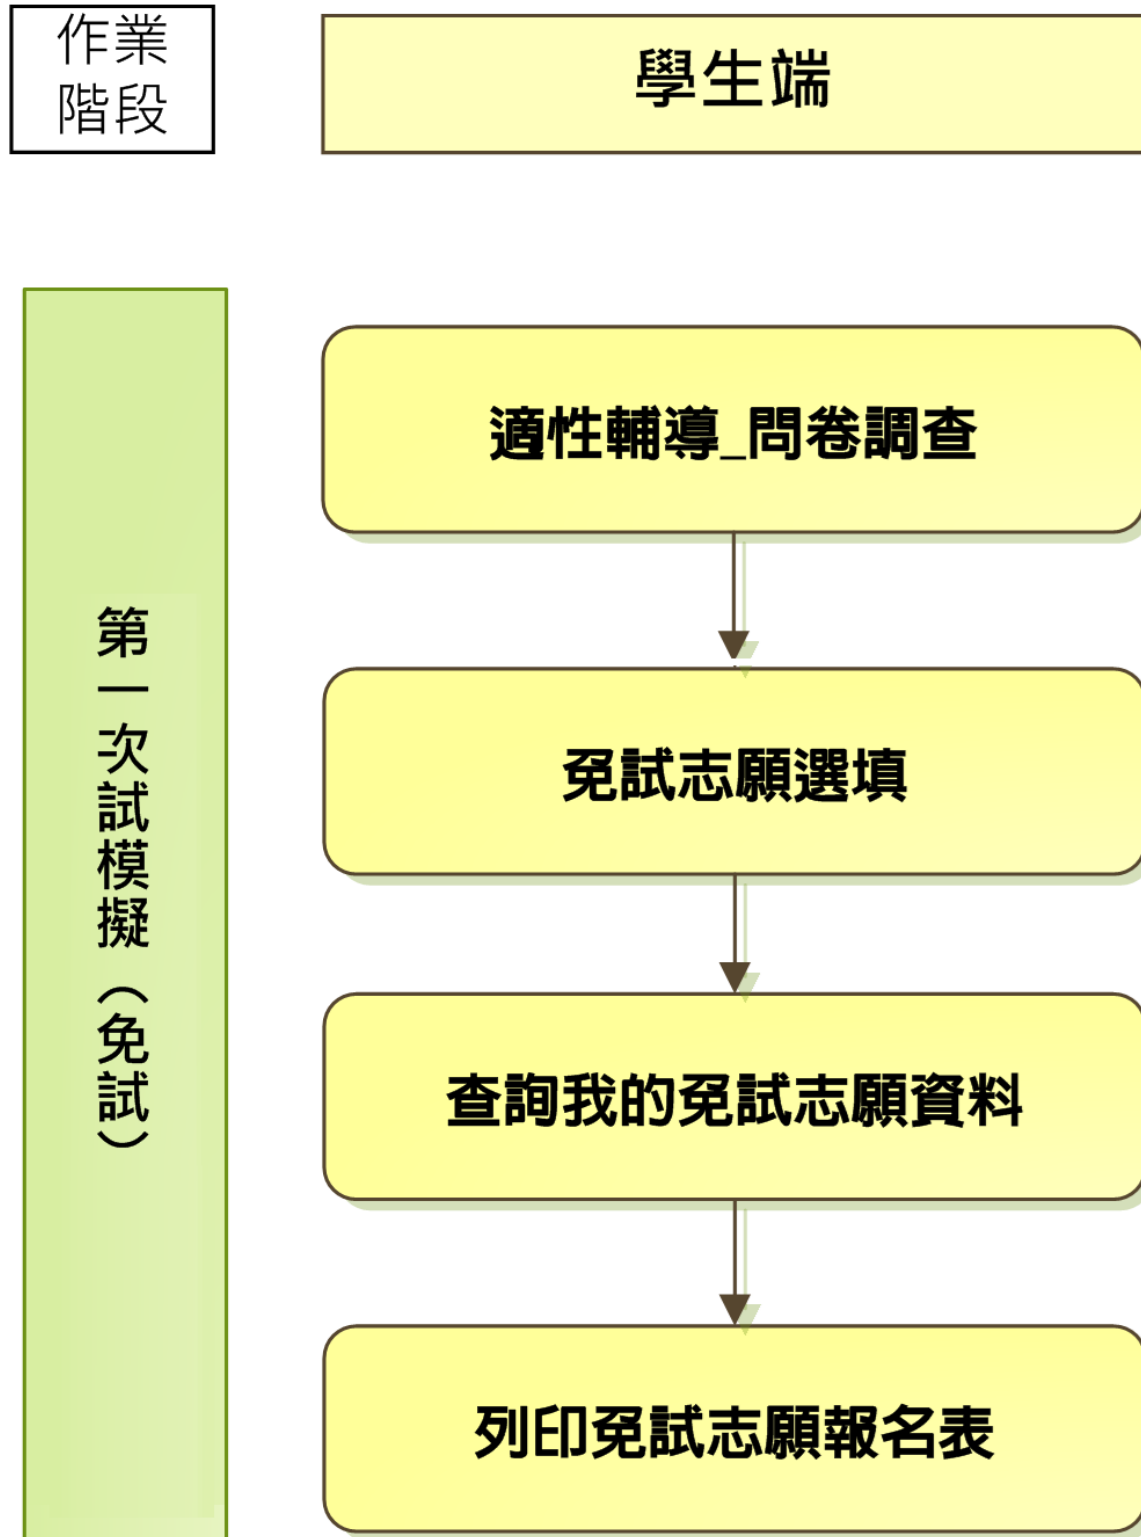 作業
階段
學生端
第一次試模擬（免試）
適性輔導_問卷調查
免試志願選填
查詢我的免試志願資料
列印免試志願報名表